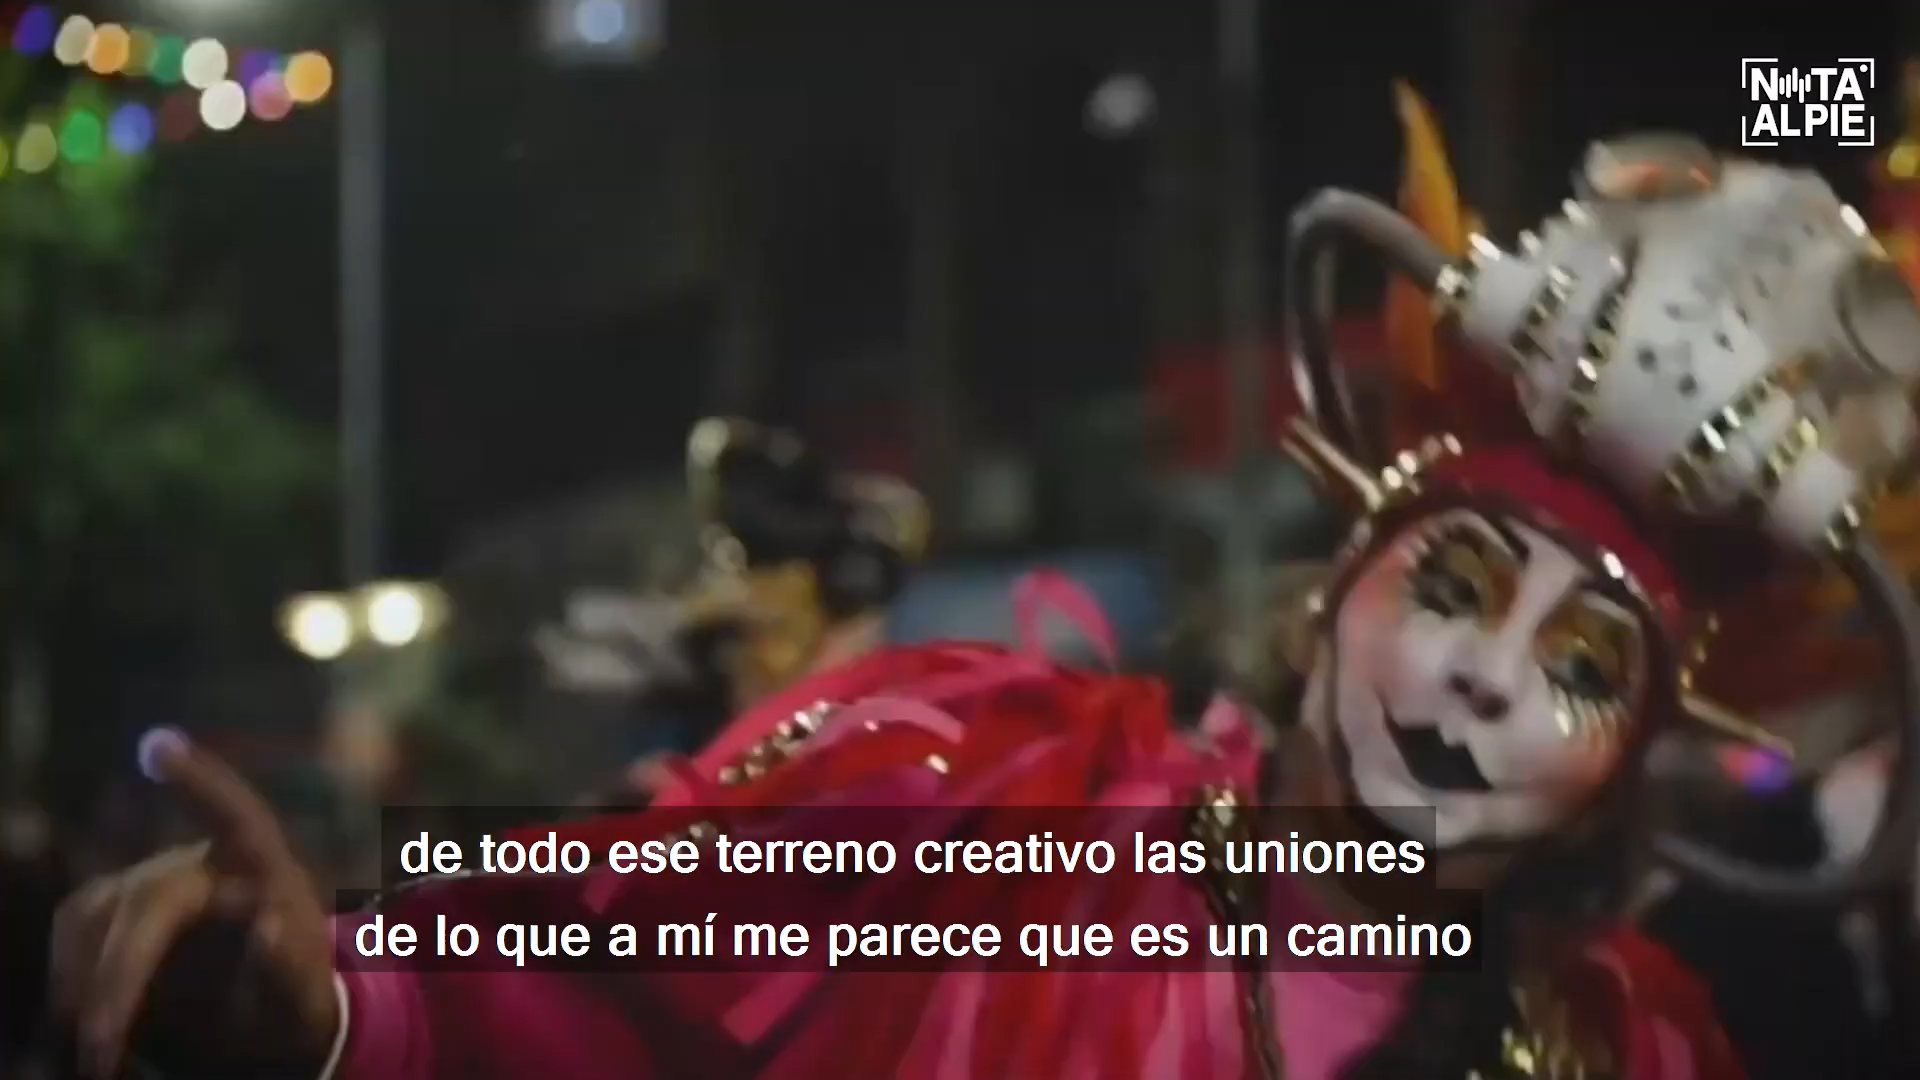 NOTA
ALPIE
de todo ese terreno creativo las uniones
de lo que a mí me parece que es un camino